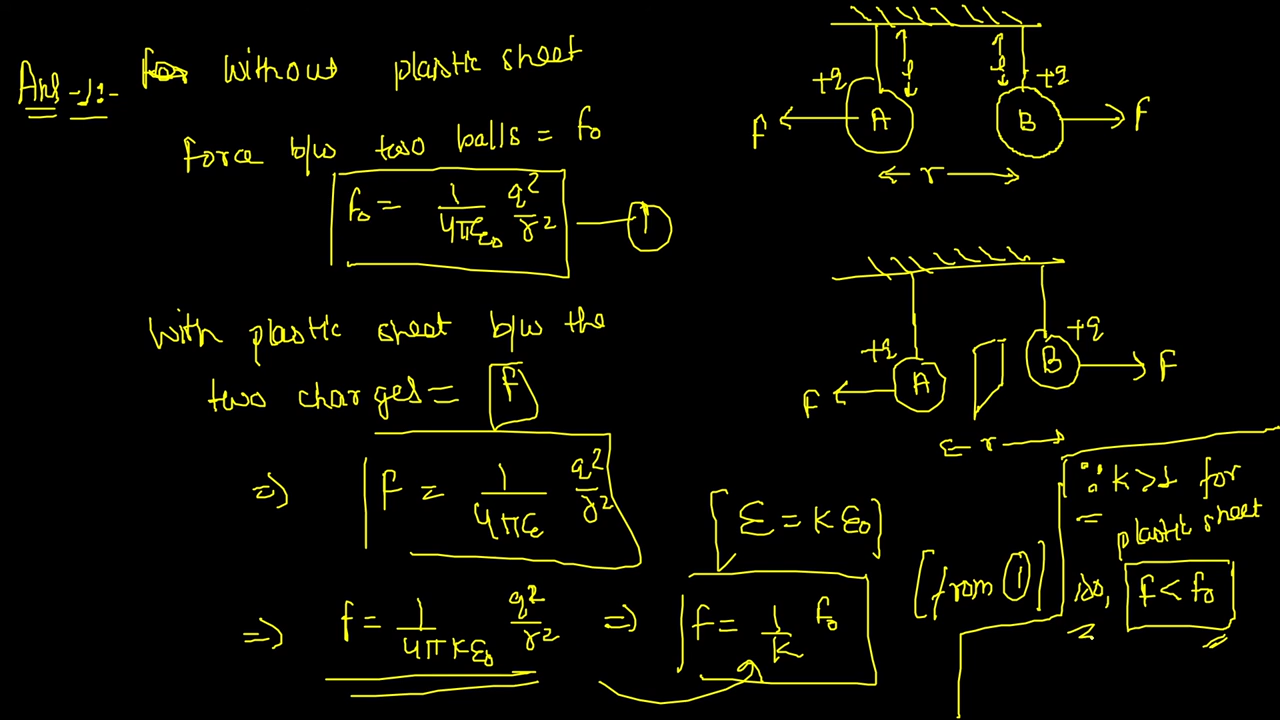 Ans-1:- for without plastic sheet
force b/w two balls = f₀
f₀ = 1/4πε₀ q²/r² — ①
with plastic sheet b/w the
two charges = f
⇒) f = 1/4πε q²/r² [ε = kε₀]
⇒) f = 1/4πkε₀ q²/r² ⇒) f = 1/k f₀ [from ①]
∵ k>1 for
plastic sheet
so, f < f₀
+q l l +q
F A B F
r
+q +q
F A B F
r